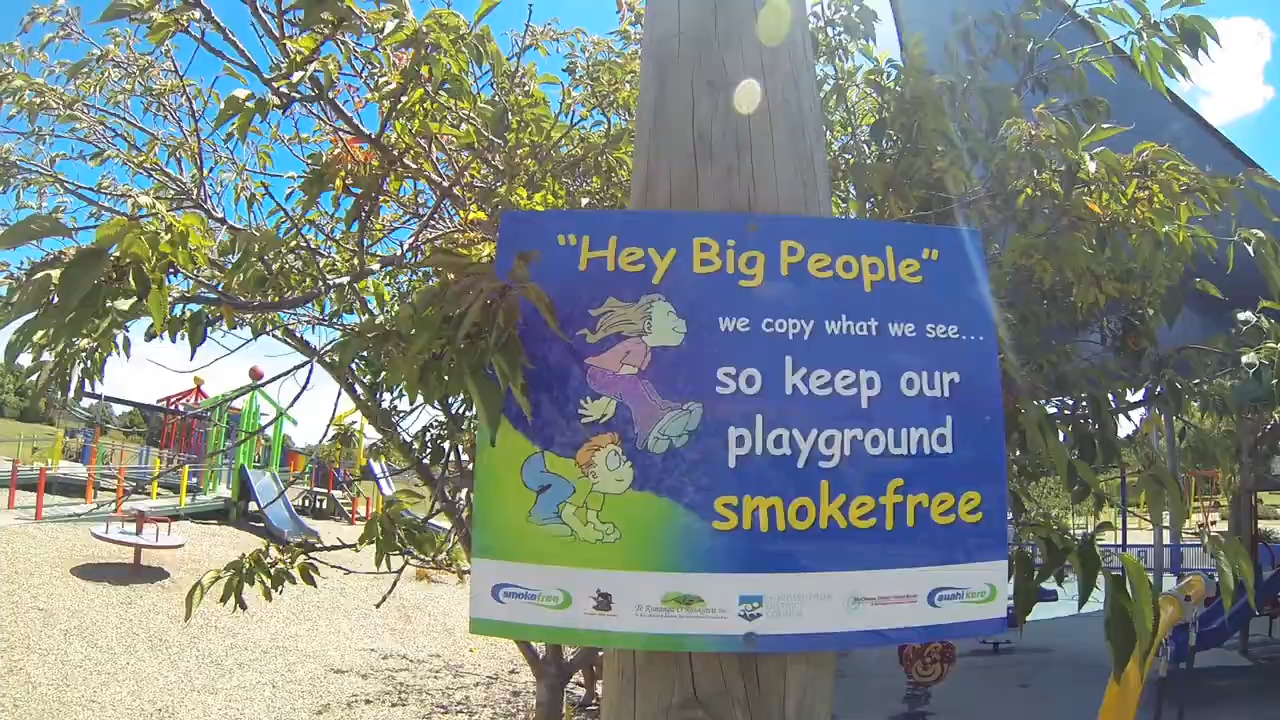 “Hey Big People”
we copy what we see...
so keep our
playground
smokefree
smokefree
auahi kore